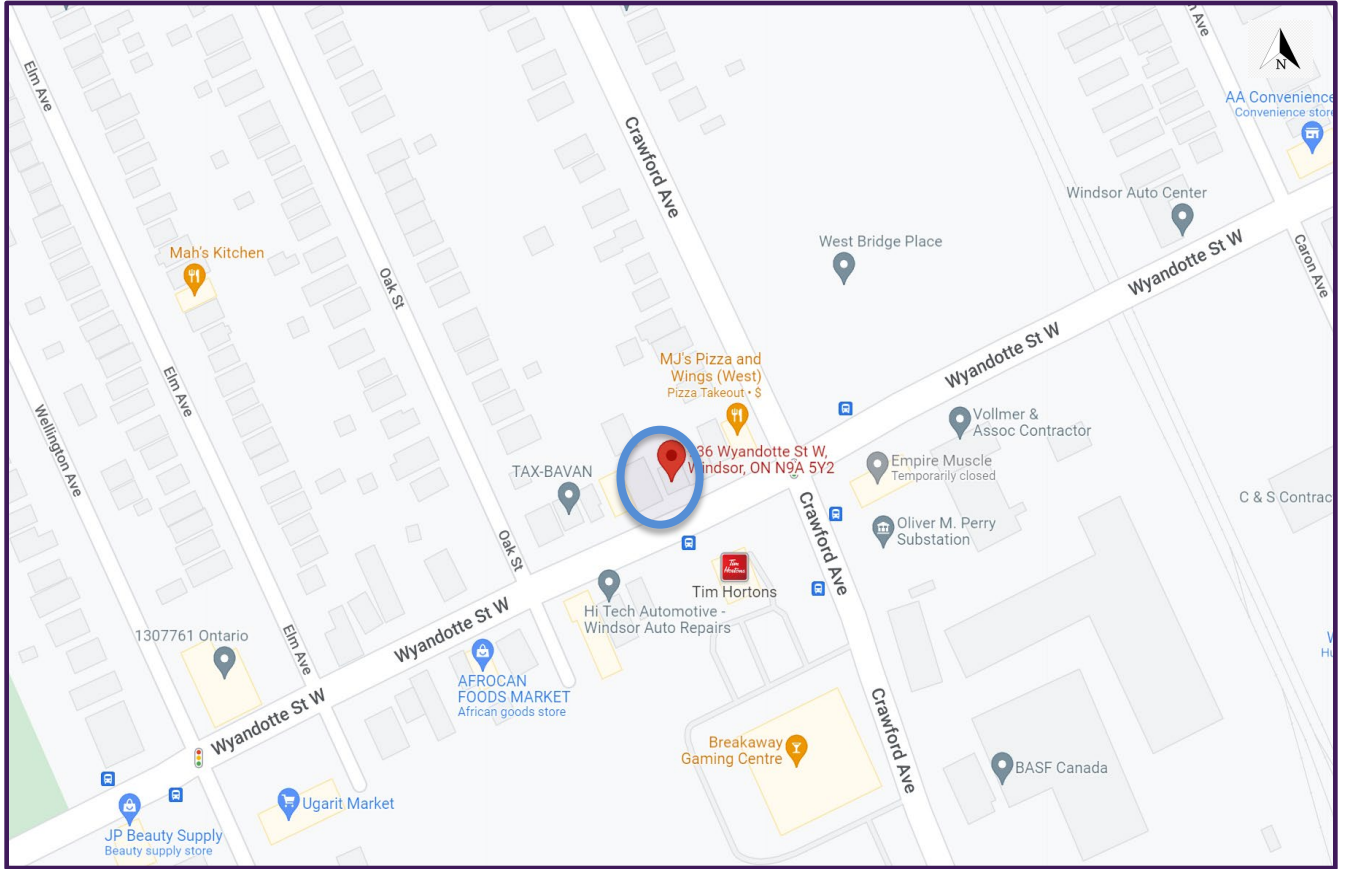 Elm Ave
n Ave
N
AA Convenience
Convenience store
Crawford Ave
Windsor Auto Center
West Bridge Place
Wyandotte St W
Caron Ave
Mah's Kitchen
Oak St
Wyandotte St W
MJ's Pizza and
Wings (West)
Pizza Takeout • $
Elm Ave
Wellington Ave
Vollmer &
Assoc Contractor
36 Wyandotte St W,
Windsor, ON N9A 5Y2
TAX-BAVAN
Empire Muscle
Temporarily closed
C & S Contrac
Crawford Ave
Oliver M. Perry
Substation
Oak St
Tim Hortons
Tim Hortons
Hi Tech Automotive -
Windsor Auto Repairs
Wyandotte St W
1307761 Ontario
Elm Ave
AFROCAN
FOODS MARKET
African goods store
Hu
Wyandotte St W
Crawford Ave
Breakaway
Gaming Centre
BASF Canada
Ugarit Market
JP Beauty Supply
Beauty supply store